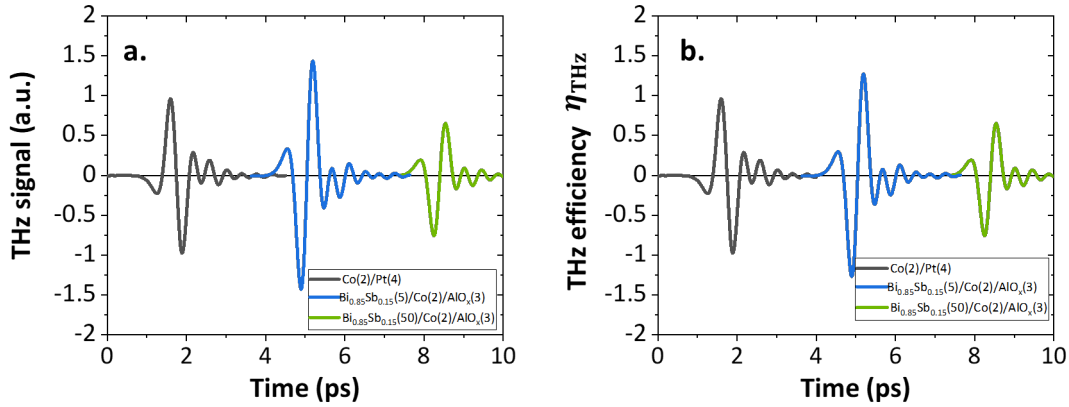 a.
THz signal (a.u.)
2
1.5
1
0.5
0
-0.5
-1
-1.5
-2
Co(2)/Pt(4)
Bi₀.₈₅Sb₀.₁₅(5)/Co(2)/AlOₓ(3)
Bi₀.₈₅Sb₀.₁₅(50)/Co(2)/AlOₓ(3)
0 2 4 6 8 10
Time (ps)
b.
THz efficiency ηTHz
2
1.5
1
0.5
0
-0.5
-1
-1.5
-2
Co(2)/Pt(4)
Bi₀.₈₅Sb₀.₁₅(5)/Co(2)/AlOₓ(3)
Bi₀.₈₅Sb₀.₁₅(50)/Co(2)/AlOₓ(3)
0 2 4 6 8 10
Time (ps)